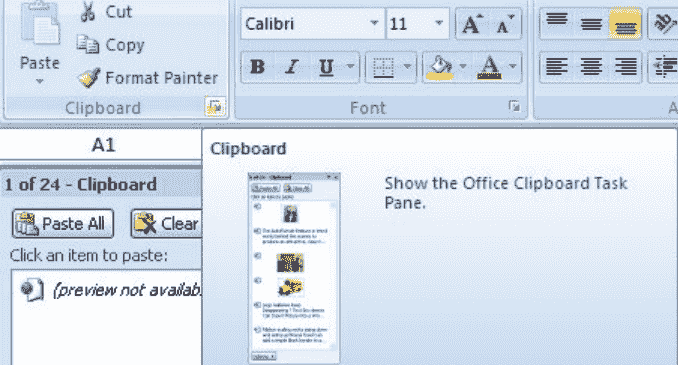 Cut
Copy
Paste
Format Painter
Clipboard
Calibri
11
A A
B I U A
Font
A
A1
Clipboard
Show the Office Clipboard Task
Pane.
1 of 24 - Clipboard
Paste All
Clear
Click an item to paste:
(preview not availab